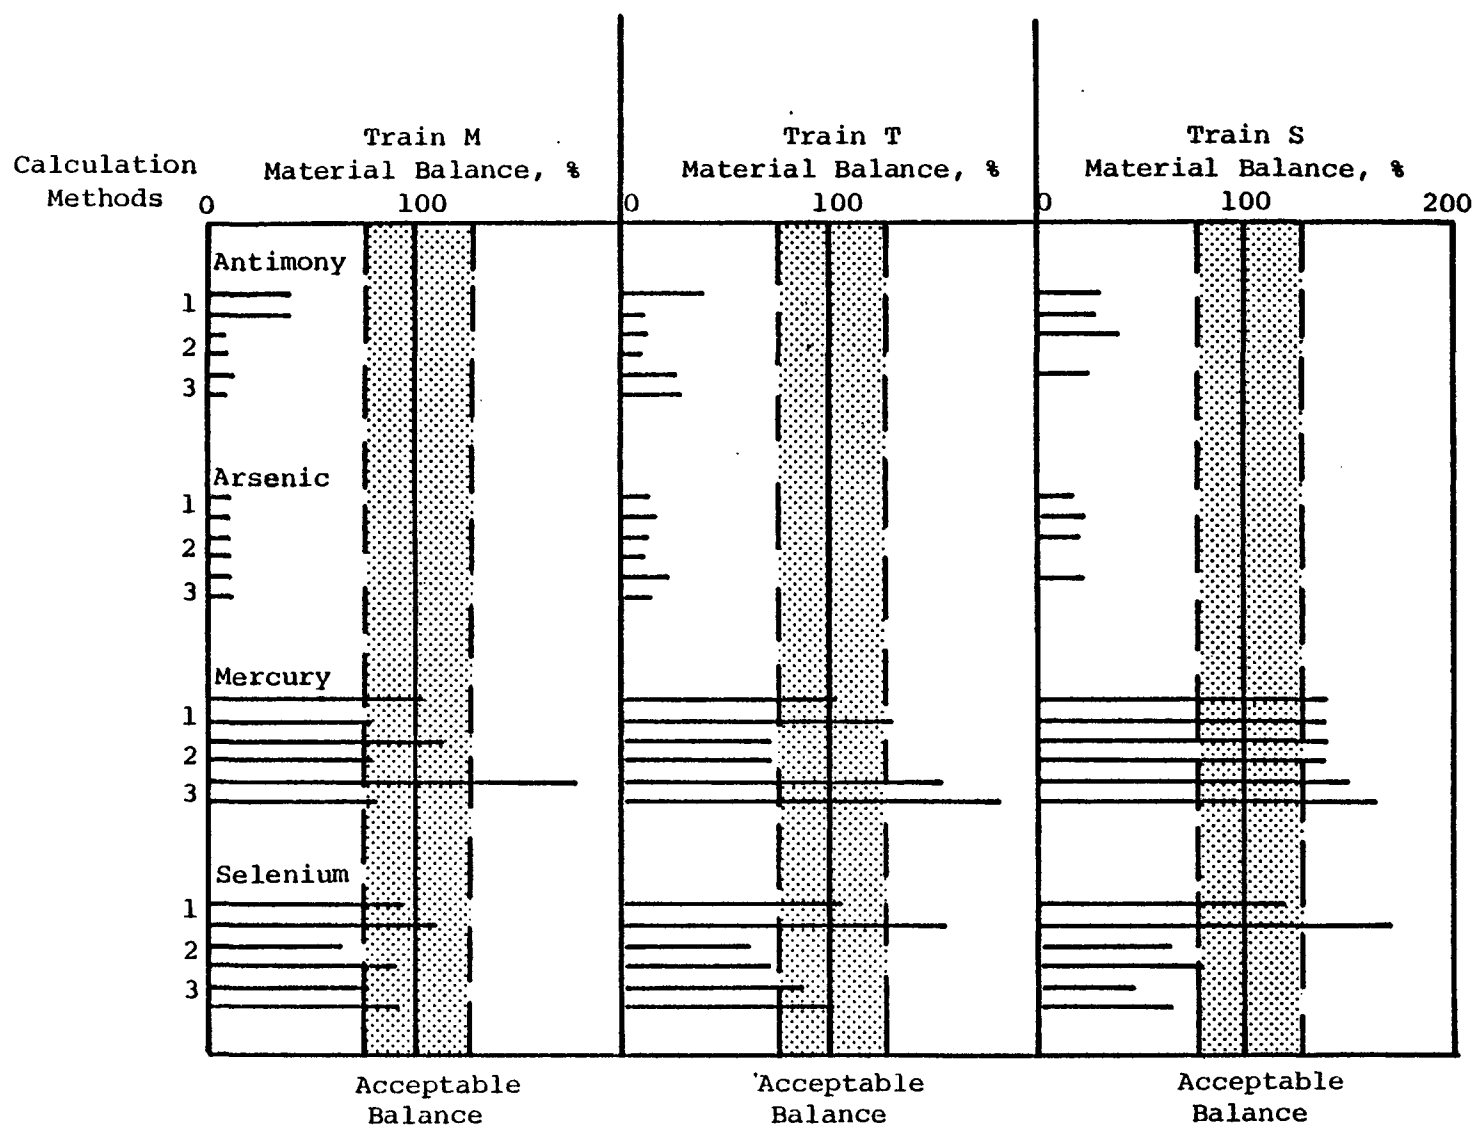 Train M
Train T
Train S
Calculation
Methods
Material Balance, %
Material Balance, %
Material Balance, %
0
100
0
100
0
100
200
Antimony
1
2
3
Arsenic
1
2
3
Mercury
1
2
3
Selenium
1
2
3
Acceptable
Balance
Acceptable
Balance
Acceptable
Balance